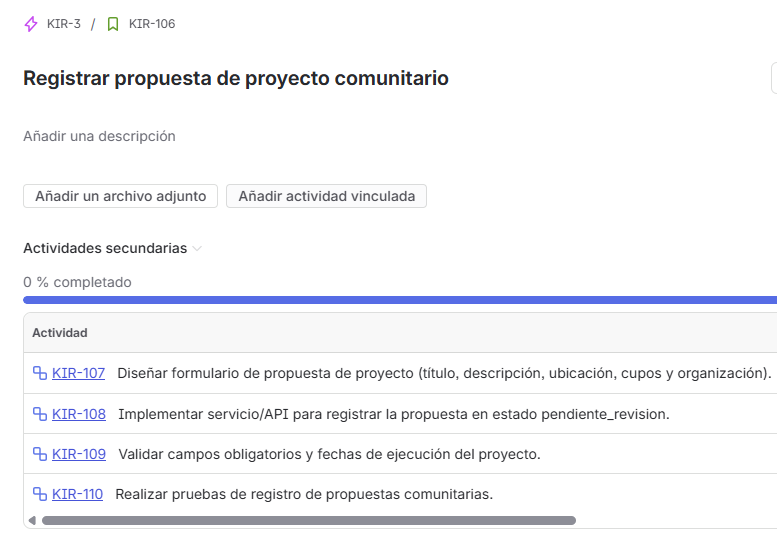 KIR-3 / KIR-106
Registrar propuesta de proyecto comunitario
Añadir una descripción
Añadir un archivo adjunto Añadir actividad vinculada
Actividades secundarias
0 % completado
Actividad
KIR-107 Diseñar formulario de propuesta de proyecto (título, descripción, ubicación, cupos y organización).
KIR-108 Implementar servicio/API para registrar la propuesta en estado pendiente_revision.
KIR-109 Validar campos obligatorios y fechas de ejecución del proyecto.
KIR-110 Realizar pruebas de registro de propuestas comunitarias.